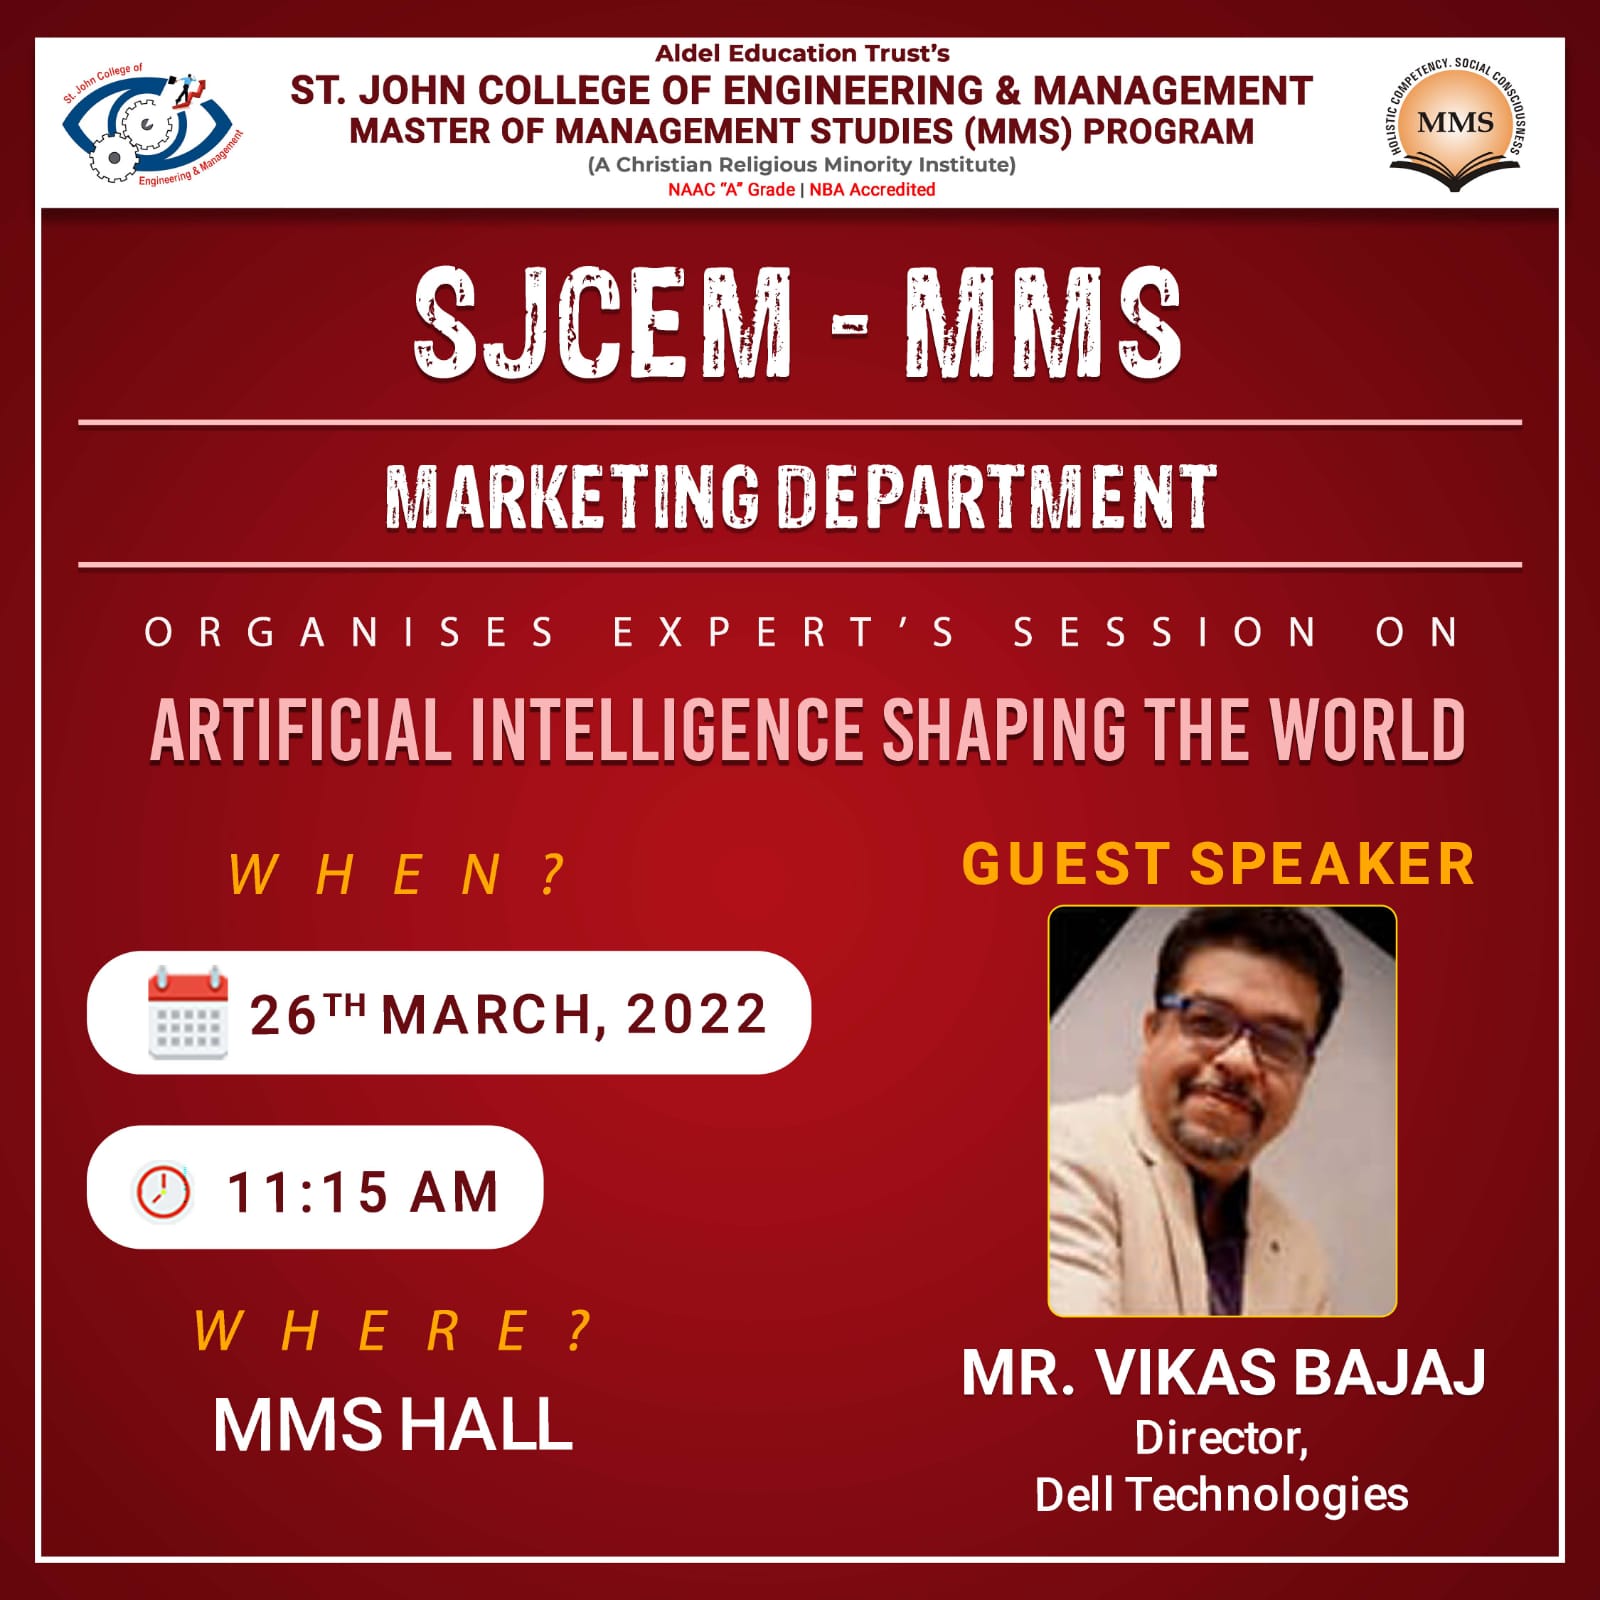 St. John College of
Engineering & Management
Aldel Education Trust's
ST. JOHN COLLEGE OF ENGINEERING & MANAGEMENT
MASTER OF MANAGEMENT STUDIES (MMS) PROGRAM
(A Christian Religious Minority Institute)
NAAC "A" Grade | NBA Accredited
HOLISTIC COMPETENCY. SOCIAL CONSCIOUSNESS
MMS
SJCEM - MMS
MARKETING DEPARTMENT
ORGANISES EXPERT'S SESSION ON
ARTIFICIAL INTELLIGENCE SHAPING THE WORLD
WHEN?
26TH MARCH, 2022
11:15 AM
WHERE?
MMS HALL
GUEST SPEAKER
MR. VIKAS BAJAJ
Director,
Dell Technologies